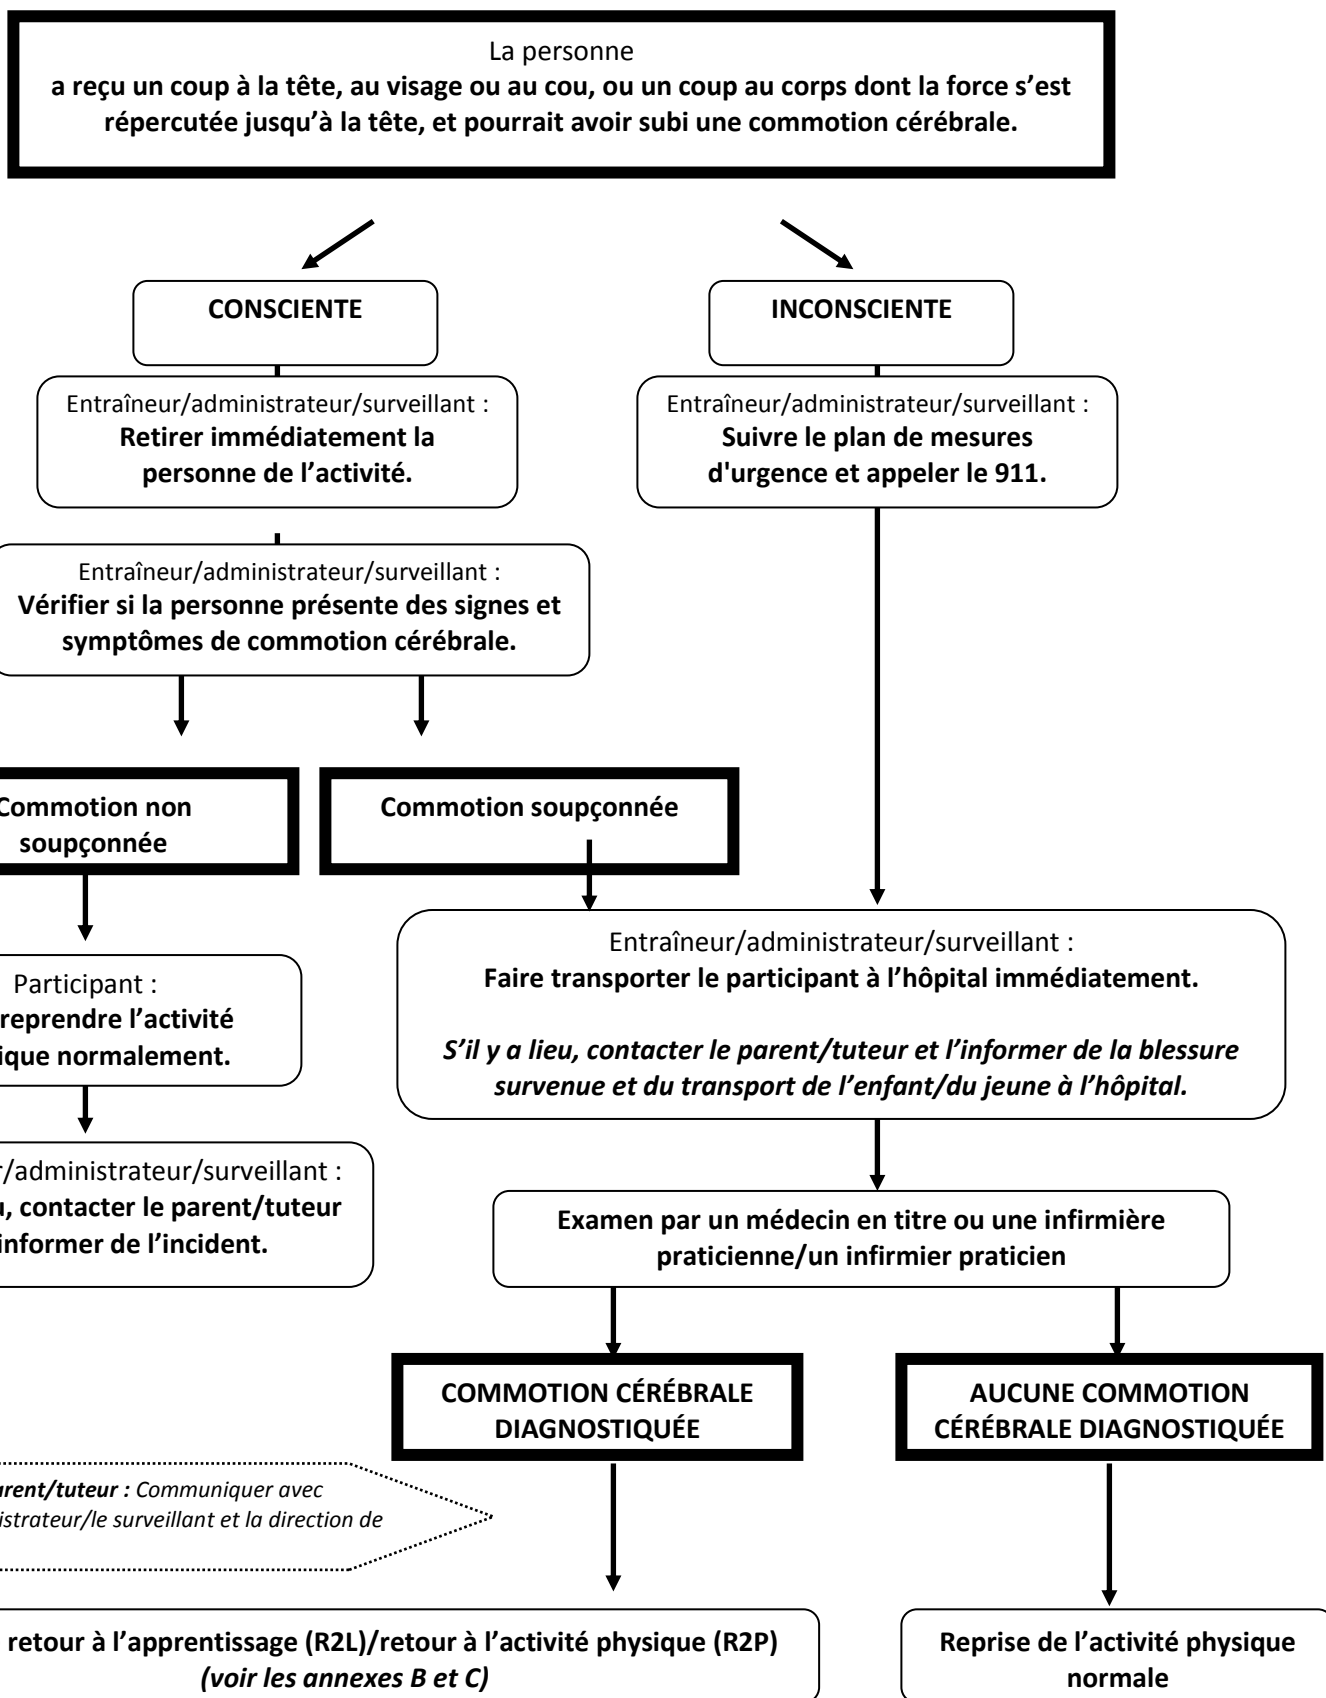 La personne
a reçu un coup à la tête, au visage ou au cou, ou un coup au corps dont la force s’est
répercutée jusqu’à la tête, et pourrait avoir subi une commotion cérébrale.
CONSCIENTE
INCONSCIENTE
Entraîneur/administrateur/surveillant :
Retirer immédiatement la
personne de l’activité.
Entraîneur/administrateur/surveillant :
Suivre le plan de mesures
d'urgence et appeler le 911.
Entraîneur/administrateur/surveillant :
Vérifier si la personne présente des signes et
symptômes de commotion cérébrale.
Commotion non
soupçonnée
Commotion soupçonnée
Participant :
reprendre l’activité
ique normalement.
Entraîneur/administrateur/surveillant :
Faire transporter le participant à l’hôpital immédiatement.
S’il y a lieu, contacter le parent/tuteur et l’informer de la blessure
survenue et du transport de l’enfant/du jeune à l’hôpital.
r/administrateur/surveillant :
u, contacter le parent/tuteur
informer de l’incident.
Examen par un médecin en titre ou une infirmière
praticienne/un infirmier praticien
COMMOTION CÉRÉBRALE
DIAGNOSTIQUÉE
AUCUNE COMMOTION
CÉRÉBRALE DIAGNOSTIQUÉE
arent/tuteur : Communiquer avec
istrateur/le surveillant et la direction de
retour à l’apprentissage (R2L)/retour à l’activité physique (R2P)
(voir les annexes B et C)
Reprise de l’activité physique
normale